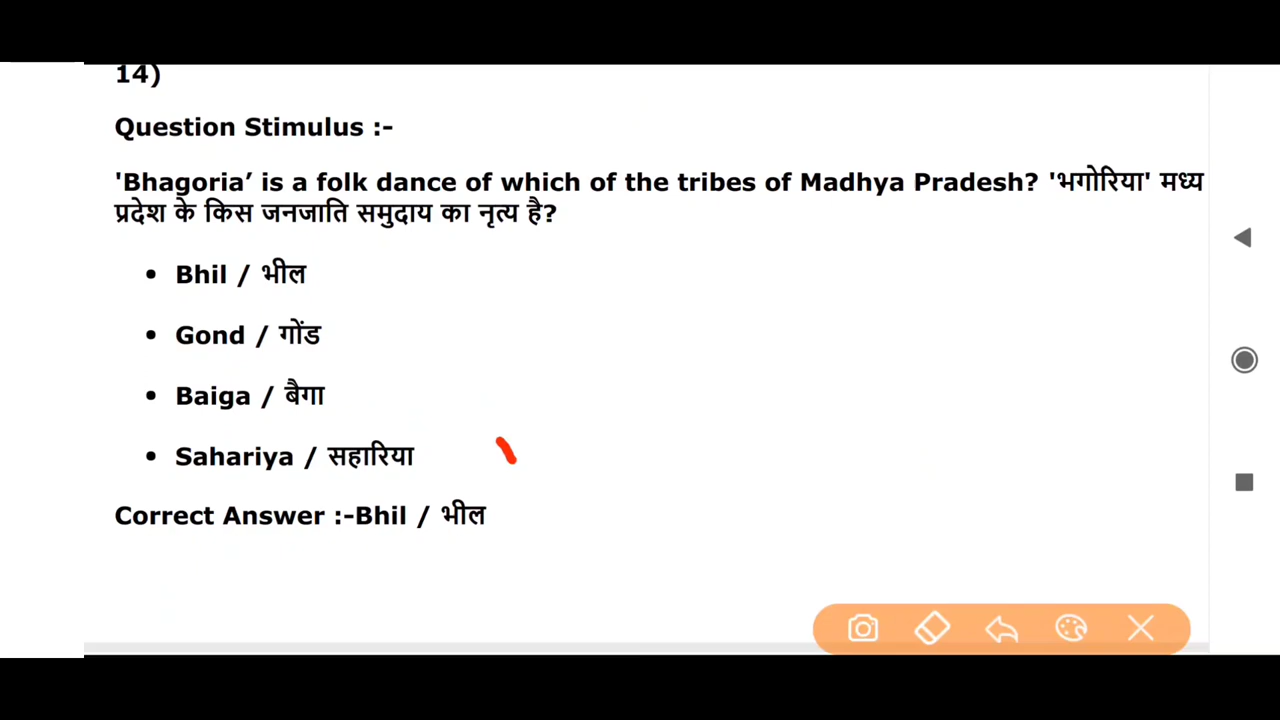 14)
Question Stimulus :-
'Bhagoria’ is a folk dance of which of the tribes of Madhya Pradesh? 'भगोरिया' मध्य
प्रदेश के किस जनजाति समुदाय का नृत्य है?
• Bhil / भील
• Gond / गोंड
• Baiga / बैगा
• Sahariya / सहारिया
Correct Answer :-Bhil / भील